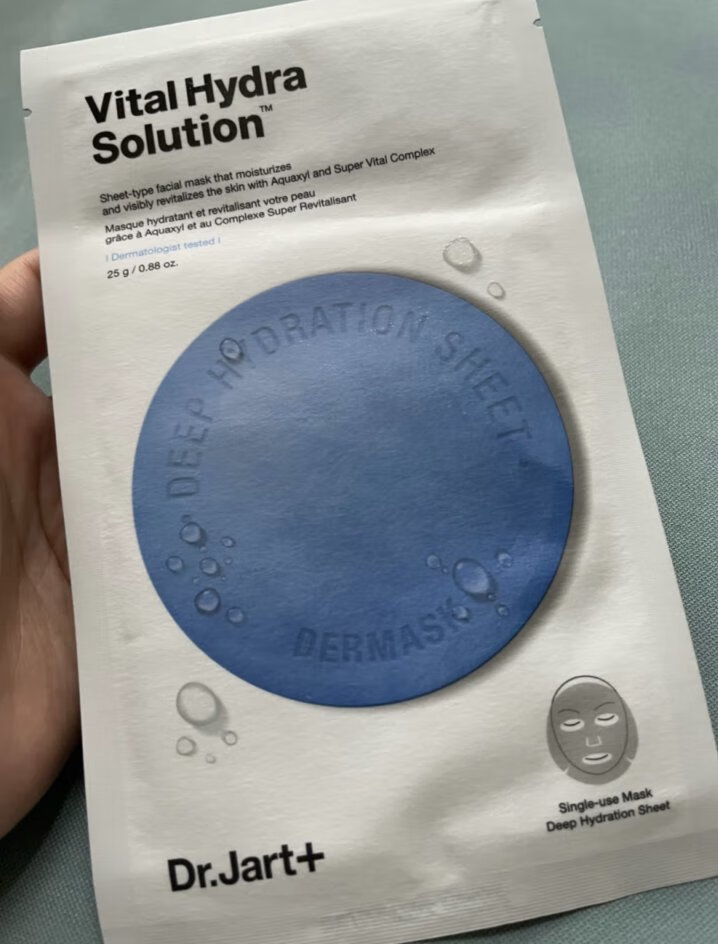 Vital Hydra
Solution™
Sheet-type facial mask that moisturizes
and visibly revitalizes the skin with Aquaxyl and Super Vital Complex
Masque hydratant et revitalisant votre peau
grâce à Aquaxyl et au Complexe Super Revitalisant
| Dermatologist tested |
25 g / 0.88 oz.
DEEP HYDRATION SHEET
DERMASK
Single-use Mask
Deep Hydration Sheet
Dr.Jart+